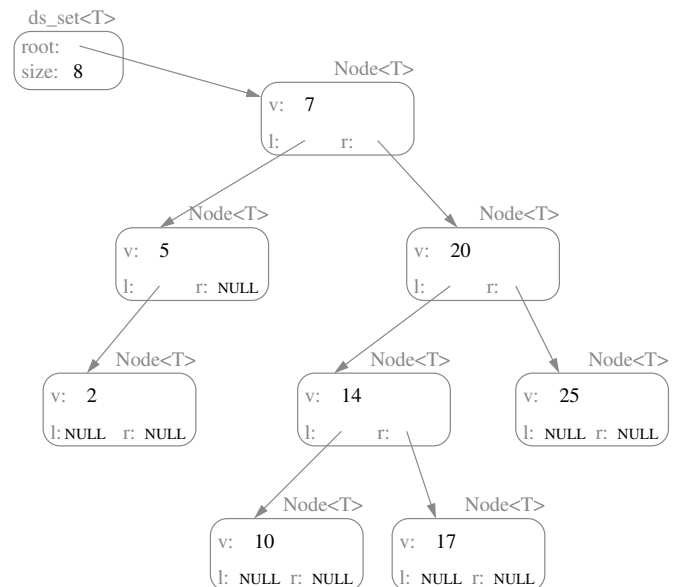 ds_set<T>
root:
size: 8
Node<T>
v: 7
l: r:
Node<T>
v: 5
l: r: NULL
Node<T>
v: 20
l: r:
Node<T>
v: 2
l: NULL r: NULL
Node<T>
v: 14
l: r:
Node<T>
v: 25
l: NULL r: NULL
Node<T>
v: 10
l: NULL r: NULL
Node<T>
v: 17
l: NULL r: NULL